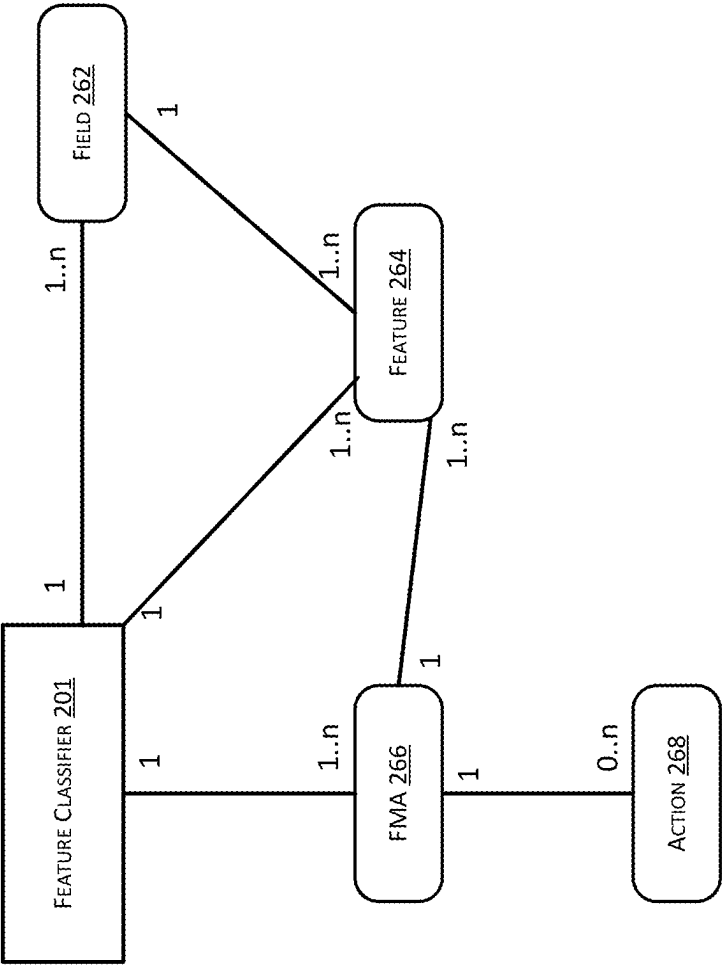 FEATURE CLASSIFIER 201
1
1..n
FIELD 262
1
1
1
1..n
1..n
1..n
FMA 266
1
1..n
FEATURE 264
1
0..n
ACTION 268